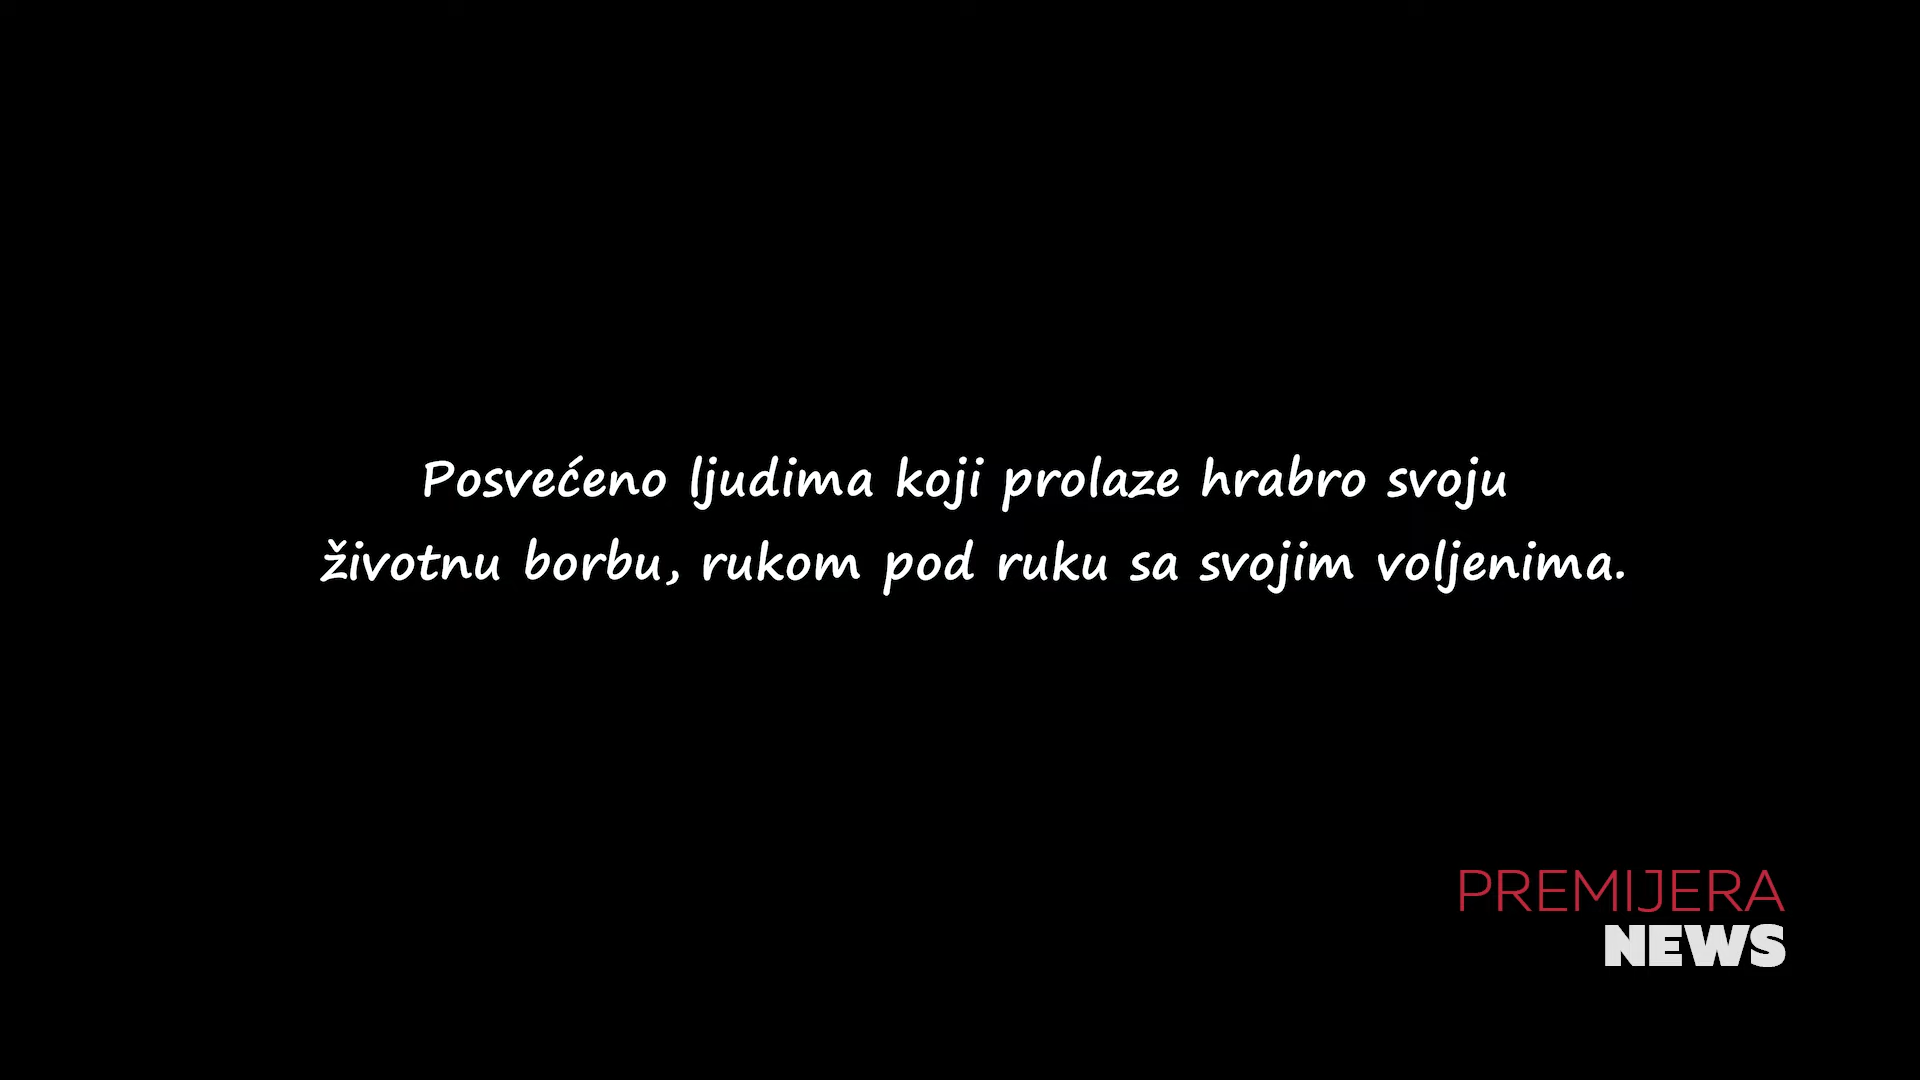 Posvećeno ljudima koji prolaze hrabro svoju
životnu borbu, rukom pod ruku sa svojim voljenima.
PREMIJERA
NEWS